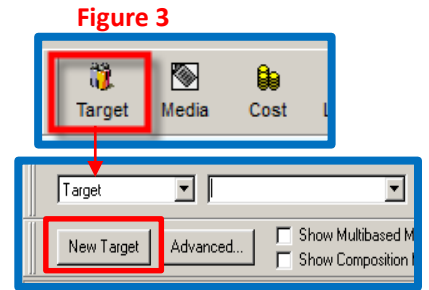 Figure 3
Target Media Cost
Target
New Target Advanced... Show Multibased
Show Composition